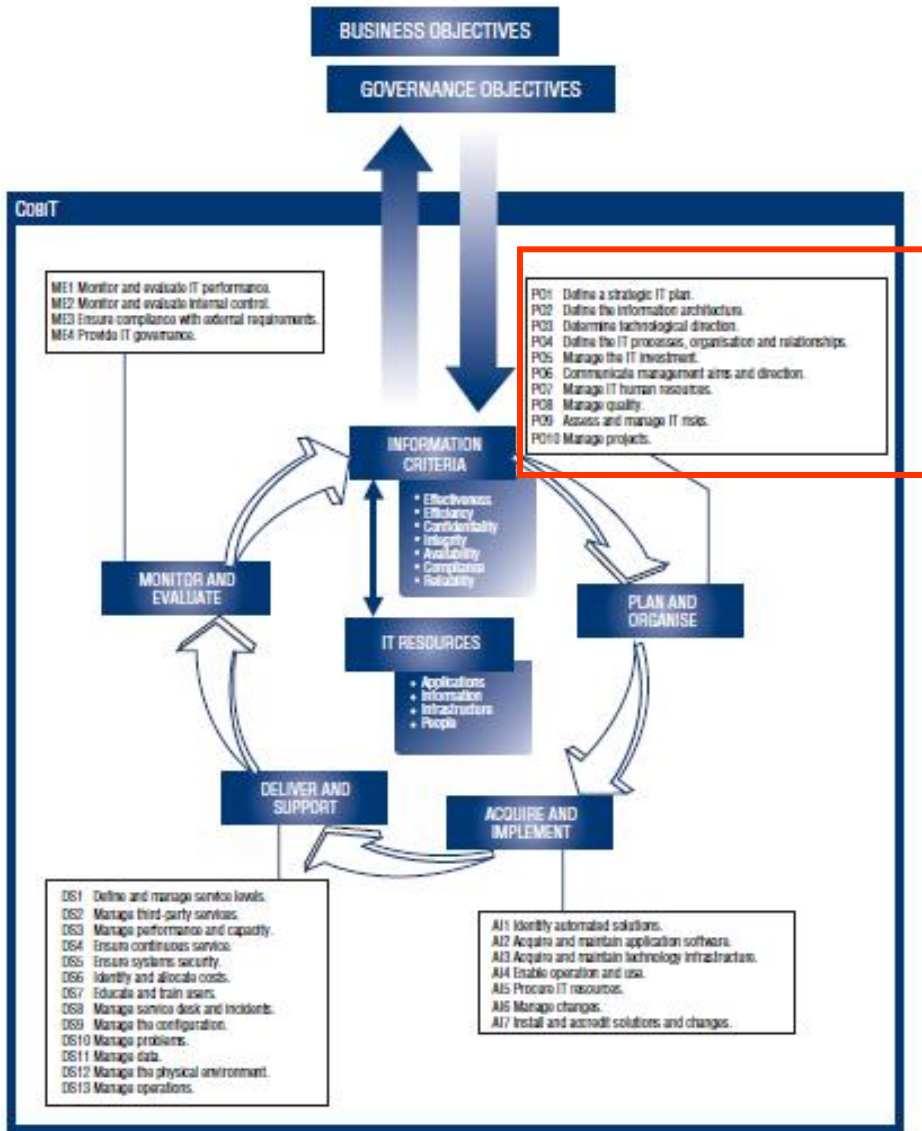 BUSINESS OBJECTIVES
GOVERNANCE OBJECTIVES
COBIT
ME1 Monitor and evaluate IT performance.
ME2 Monitor and evaluate internal control.
ME3 Ensure compliance with external requirements.
ME4 Provide IT governance.
PO1 Define a strategic IT plan.
PO2 Define the information architecture.
PO3 Determine technological direction.
PO4 Define the IT processes, organisation and relationships.
PO5 Manage the IT investment.
PO6 Communicate management aims and direction.
PO7 Manage IT human resources.
PO8 Manage quality.
PO9 Assess and manage IT risks.
PO10 Manage projects.
INFORMATION
CRITERIA
• Effectiveness
• Efficiency
• Confidentiality
• Integrity
• Availability
• Compliance
• Reliability
MONITOR AND
EVALUATE
PLAN AND
ORGANISE
IT RESOURCES
• Applications
• Information
• Infrastructure
• People
DELIVER AND
SUPPORT
ACQUIRE AND
IMPLEMENT
DS1 Define and manage service levels.
DS2 Manage third-party services.
DS3 Manage performance and capacity.
DS4 Ensure continuous service.
DS5 Ensure systems security.
DS6 Identify and allocate costs.
DS7 Educate and train users.
DS8 Manage service desk and incidents.
DS9 Manage the configuration.
DS10 Manage problems.
DS11 Manage data.
DS12 Manage the physical environment.
DS13 Manage operations.
AI1 Identify automated solutions.
AI2 Acquire and maintain application software.
AI3 Acquire and maintain technology infrastructure.
AI4 Enable operation and use.
AI5 Procure IT resources.
AI6 Manage changes.
AI7 Install and accredit solutions and changes.